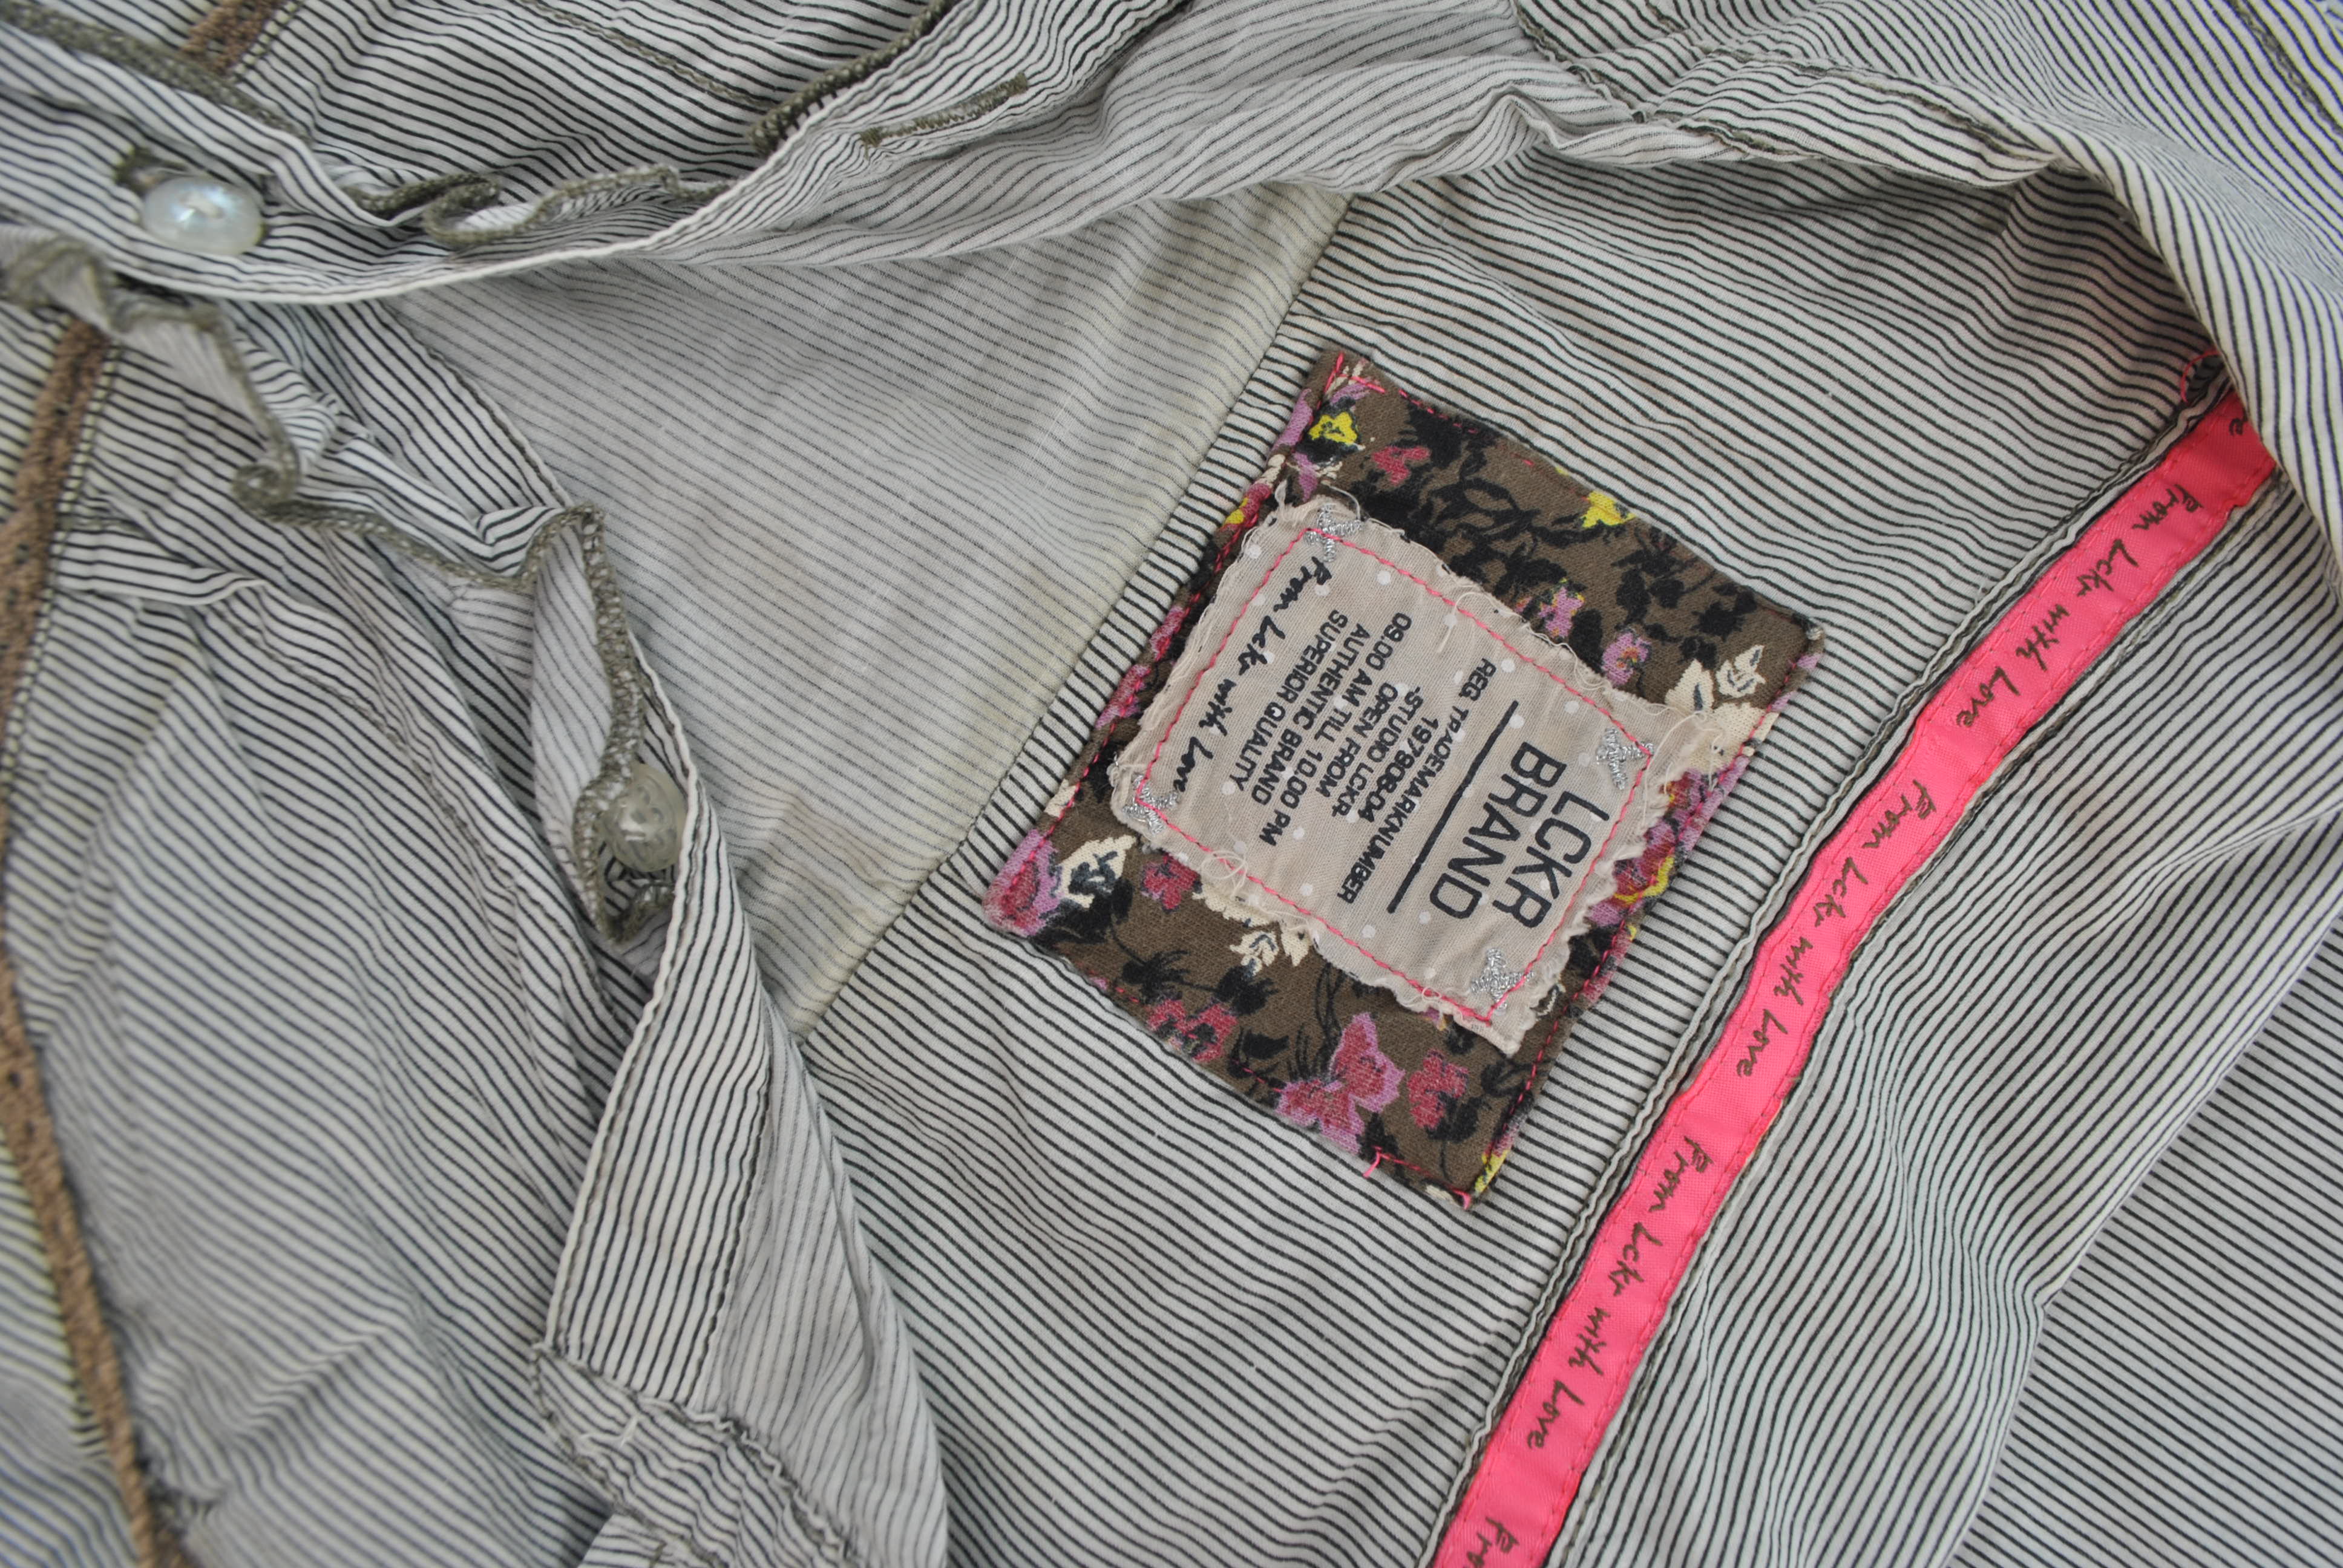 LCKR
BRAND
REG. TRADEMARKNUMBER
197908-04
-STUDIO LCKR.
OPEN FROM
09.00 AM TILL 10.00 PM
AUTHENTIC BRAND
SUPERIOR QUALITY
From Lckr with Love
From Lckr with Love
From Lckr with Love
From Lckr with Love